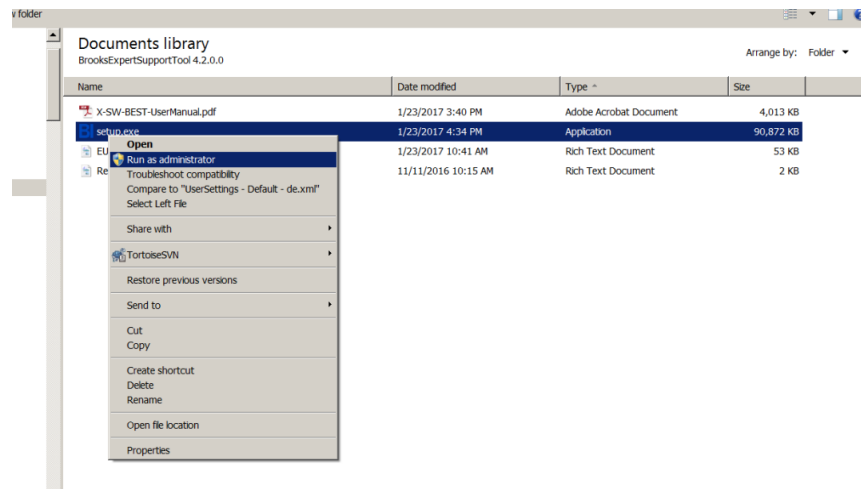 folder
Documents library
BrooksExpertSupportTool 4.2.0.0
Arrange by: Folder
Name Date modified Type Size
X-SW-BEST-UserManual.pdf 1/23/2017 3:40 PM Adobe Acrobat Document 4,013 KB
BI setup.exe 1/23/2017 4:34 PM Application 90,872 KB
EU 1/23/2017 10:41 AM Rich Text Document 53 KB
Re 11/11/2016 10:15 AM Rich Text Document 2 KB
Open
Run as administrator
Troubleshoot compatibility
Compare to "UserSettings - Default - de.xml"
Select Left File
Share with
TortoiseSVN
Restore previous versions
Send to
Cut
Copy
Create shortcut
Delete
Rename
Open file location
Properties